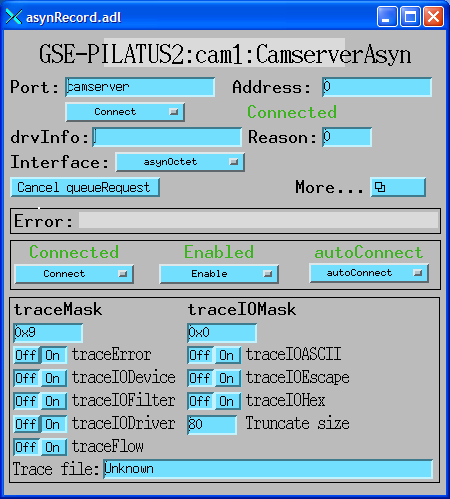 asynRecord.adl
GSE-PILATUS2:cam1:CamserverAsyn
Port: camserver Address: 0
Connect Connected
drvInfo: Reason: 0
Interface: asynOctet
Cancel queueRequest More...
Error:
Connected Enabled autoConnect
Connect Enable autoConnect
traceMask traceIOMask
0x9 0x0
Off On traceError Off On traceIOASCII
Off On traceIODevice Off On traceIOEscape
Off On traceIOFilter Off On traceIOHex
Off On traceIODriver 80 Truncate size
Off On traceFlow
Trace file: Unknown